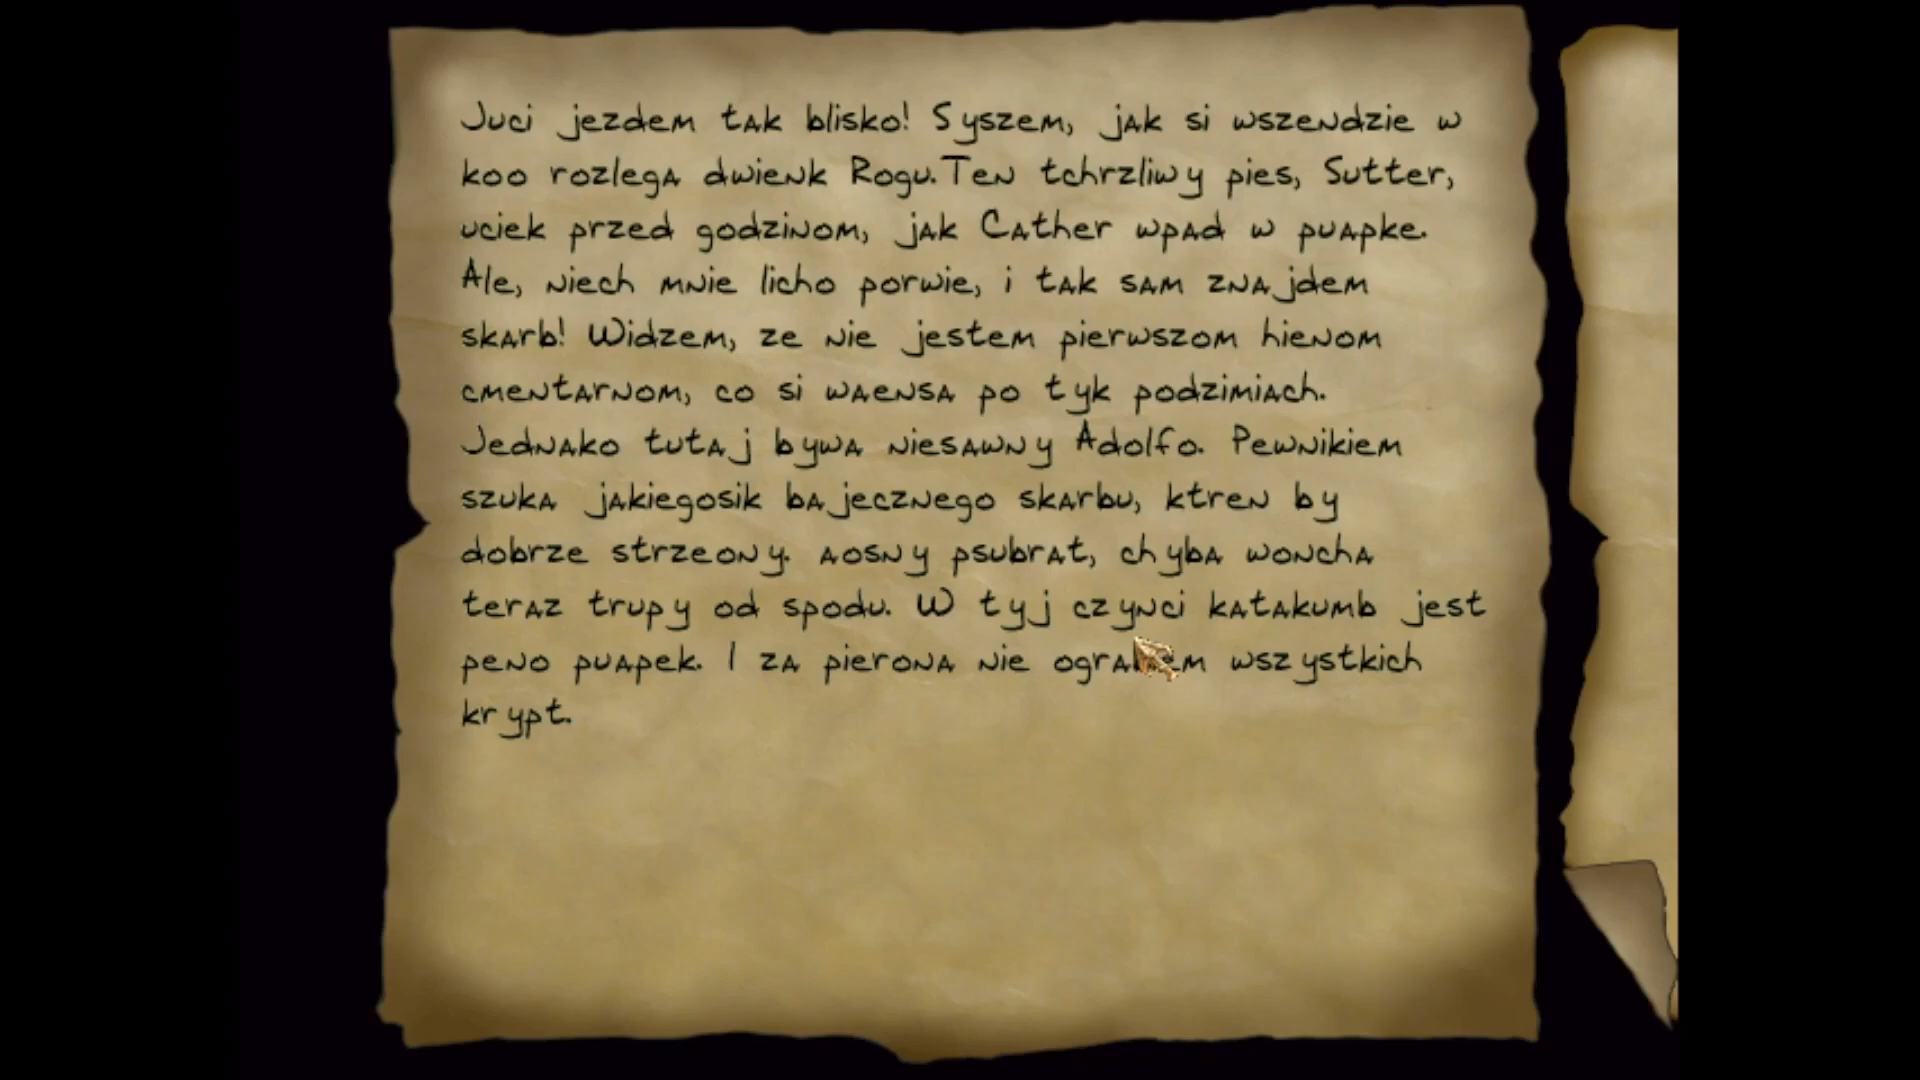 Juci jezdem tak blisko! Syszem, jak si wszendzie w
koo rozlega dwienk Rogu.Ten tchrzliwy pies, Sutter,
uciek przed godzinom, jak Cather wpad w puapke.
Ale, niech mnie licho porwie, i tak sam znajdem
skarb! Widzem, ze nie jestem pierwszom hienom
cmentarnom, co si waensa po tyk podzimiach.
Jednako tutaj bywa niesawny Adolfo. Pewnikiem
szuka jakiegosik bajecznego skarbu, ktren by
dobrze strzeony. aosny psubrat, chyba woncha
teraz trupy od spodu. W tyj czynci katakumb jest
peno puapek. I za pierona nie wszystkich
krypt.